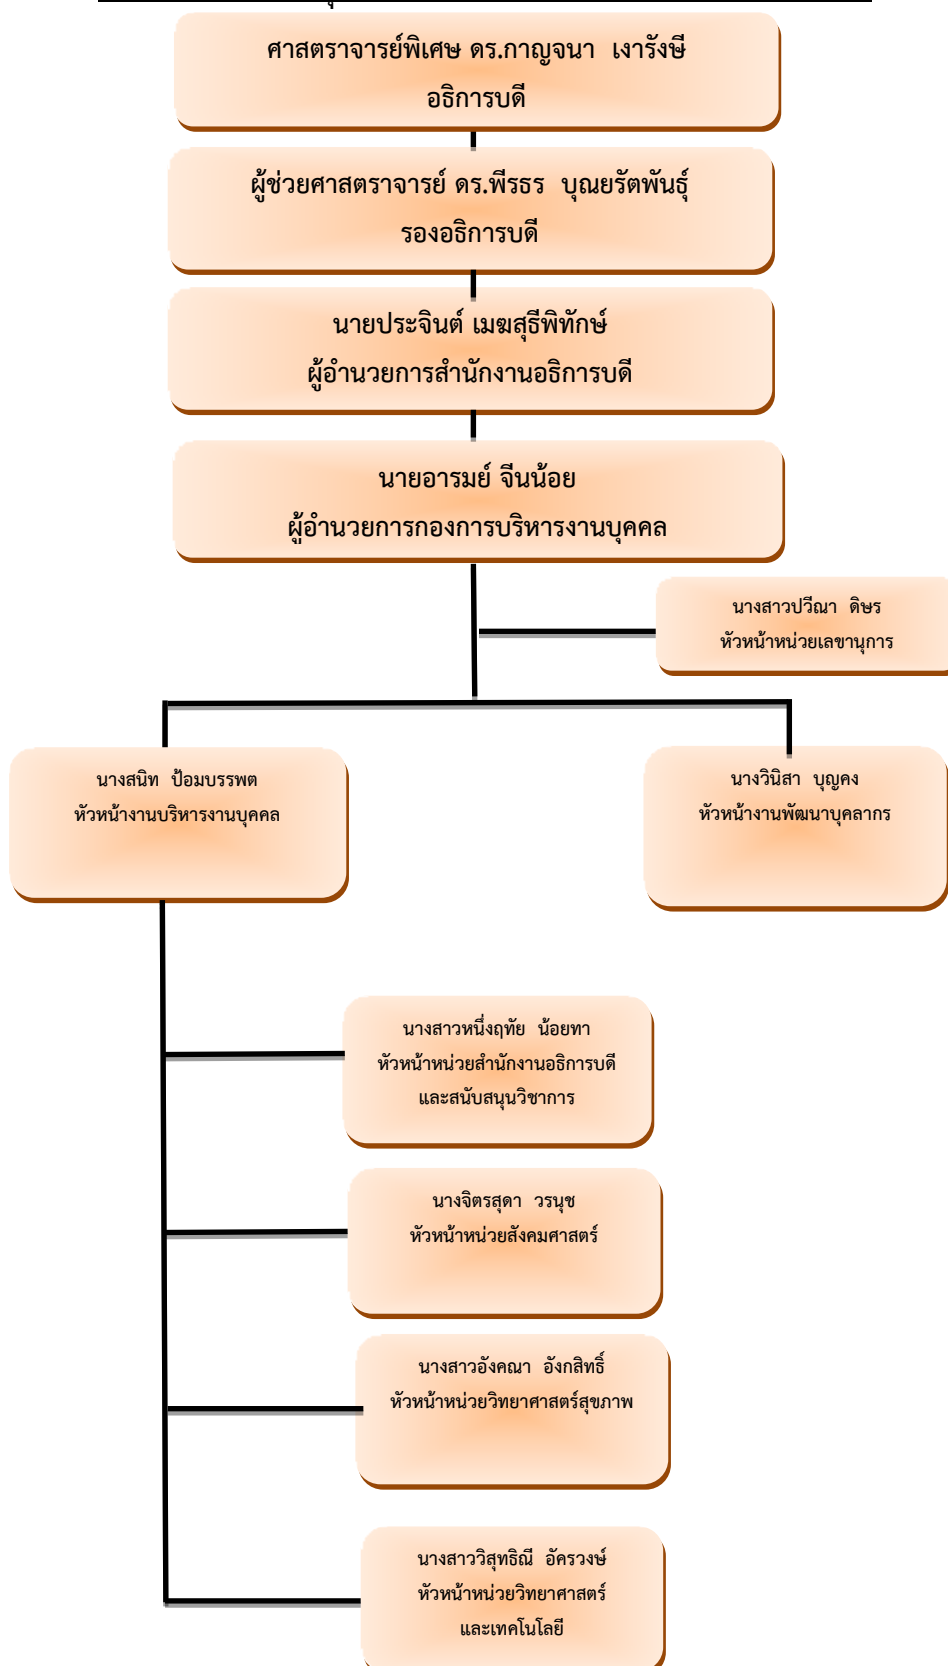 ศาสตราจารย์พิเศษ ดร.กาญจนา เงารังษี
อธิการบดี
ผู้ช่วยศาสตราจารย์ ดร.พีรธร บุณยรัตพันธุ์
รองอธิการบดี
นายประจินต์ เมฆสุธีพิทักษ์
ผู้อำนวยการสำนักงานอธิการบดี
นายอารมย์ จีนน้อย
ผู้อำนวยการกองการบริหารงานบุคคล
นางสาวปวีณา ดิษร
หัวหน้าหน่วยเลขานุการ
นางสนิท ป้อมบรรพต
หัวหน้างานบริหารงานบุคคล
นางวินิสา บุญคง
หัวหน้างานพัฒนาบุคลากร
นางสาวหนึ่งฤทัย น้อยทา
หัวหน้าหน่วยสำนักงานอธิการบดี
และสนับสนุนวิชาการ
นางจิตรสุดา วรนุช
หัวหน้าหน่วยสังคมศาสตร์
นางสาวอังคณา อังกสิทธิ์
หัวหน้าหน่วยวิทยาศาสตร์สุขภาพ
นางสาววิสุทธิณี อัครวงษ์
หัวหน้าหน่วยวิทยาศาสตร์
และเทคโนโลยี